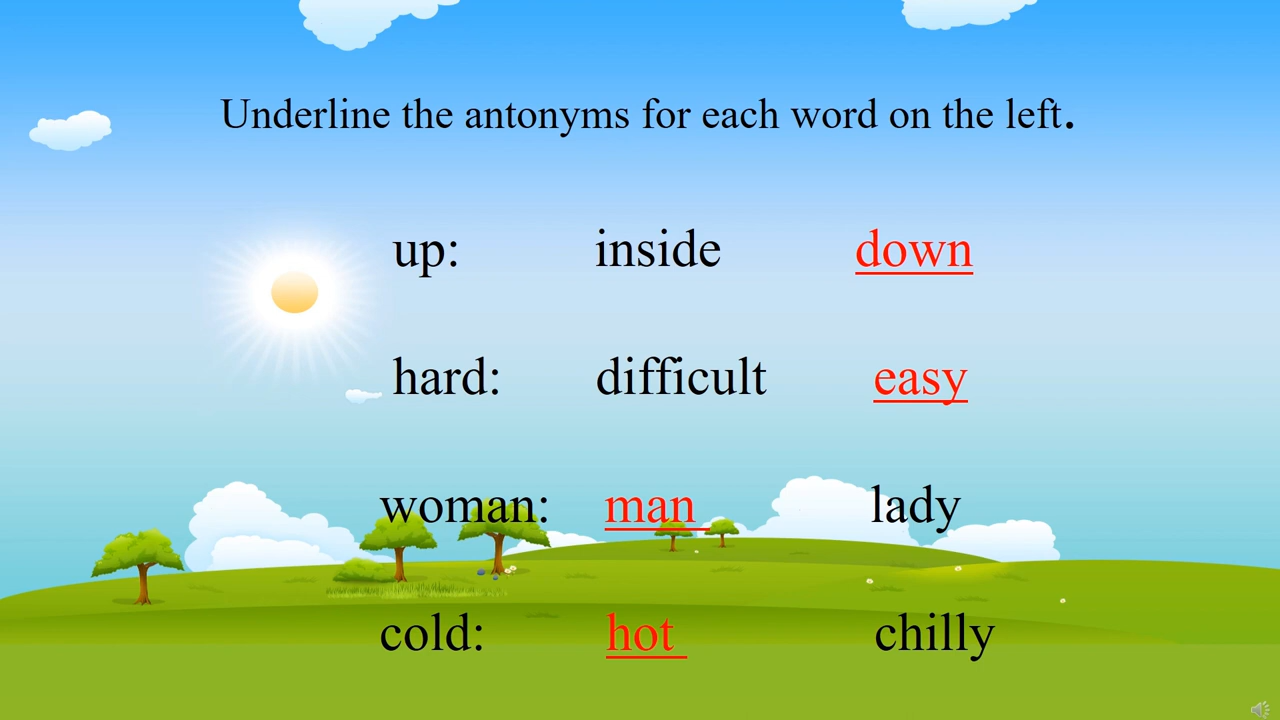 Underline the antonyms for each word on the left.
up: inside down
hard: difficult easy
woman: man lady
cold: hot chilly